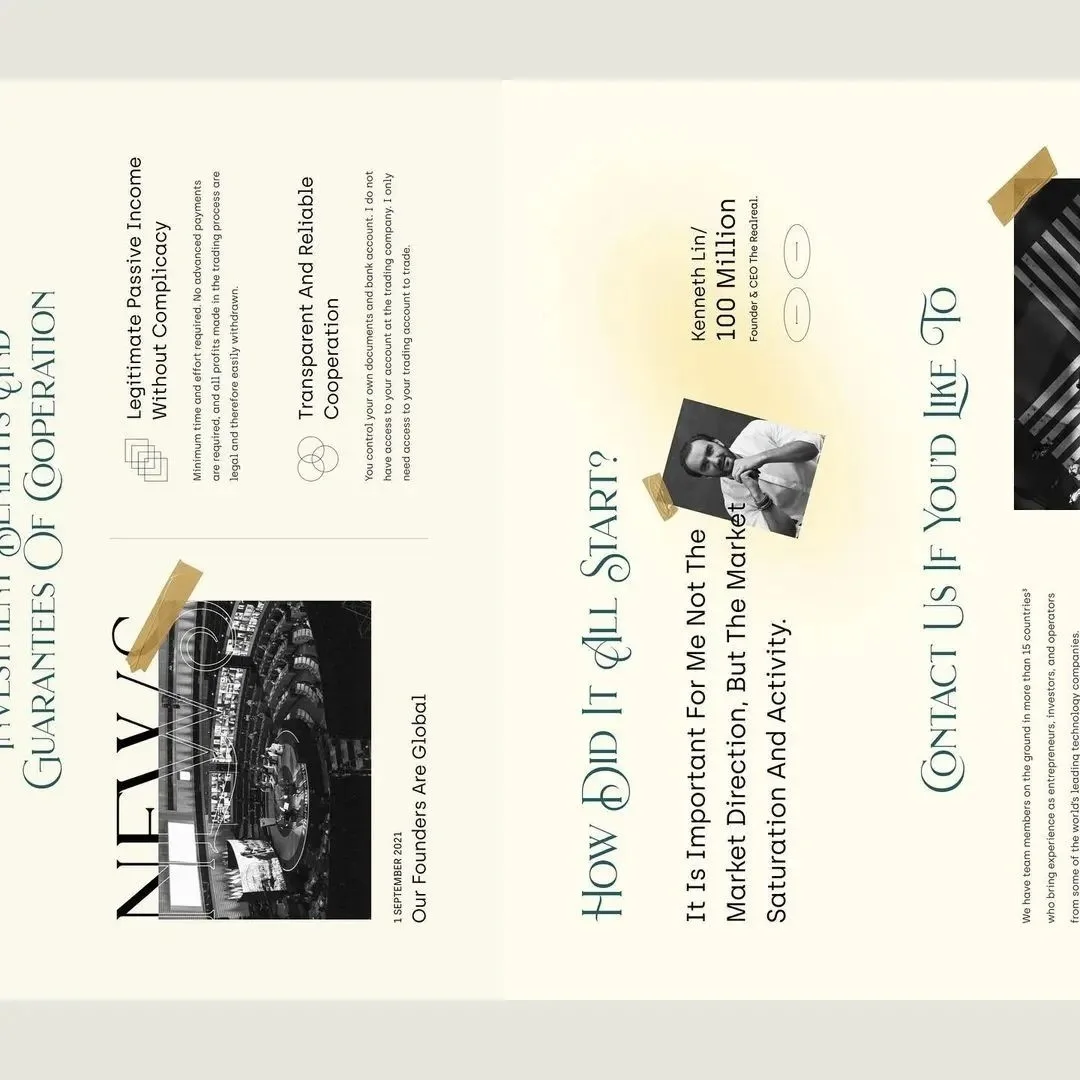 INVESTMENT BENEFITS AND
GUARANTEES OF COOPERATION
NEWS
1 SEPTEMBER 2021
Our Founders Are Global
Legitimate Passive Income
Without Complicacy
Minimum time and effort required. No advanced payments
are required, and all profits made in the trading process are
legal and therefore easily withdrawn.
Transparent And Reliable
Cooperation
You control your own documents and bank account. I do not
have access to your account at the trading company. I only
need access to your trading account to trade.
HOW DID IT ALL START?
It Is Important For Me Not The
Market Direction, But The Market
Saturation And Activity.
Kenneth Lin/
100 Million
Founder & CEO The Realreal.
CONTACT US IF YOU'D LIKE TO
We have team members on the ground in more than 15 countries³
who bring experience as entrepreneurs, investors, and operators
from some of the world's leading technology companies.